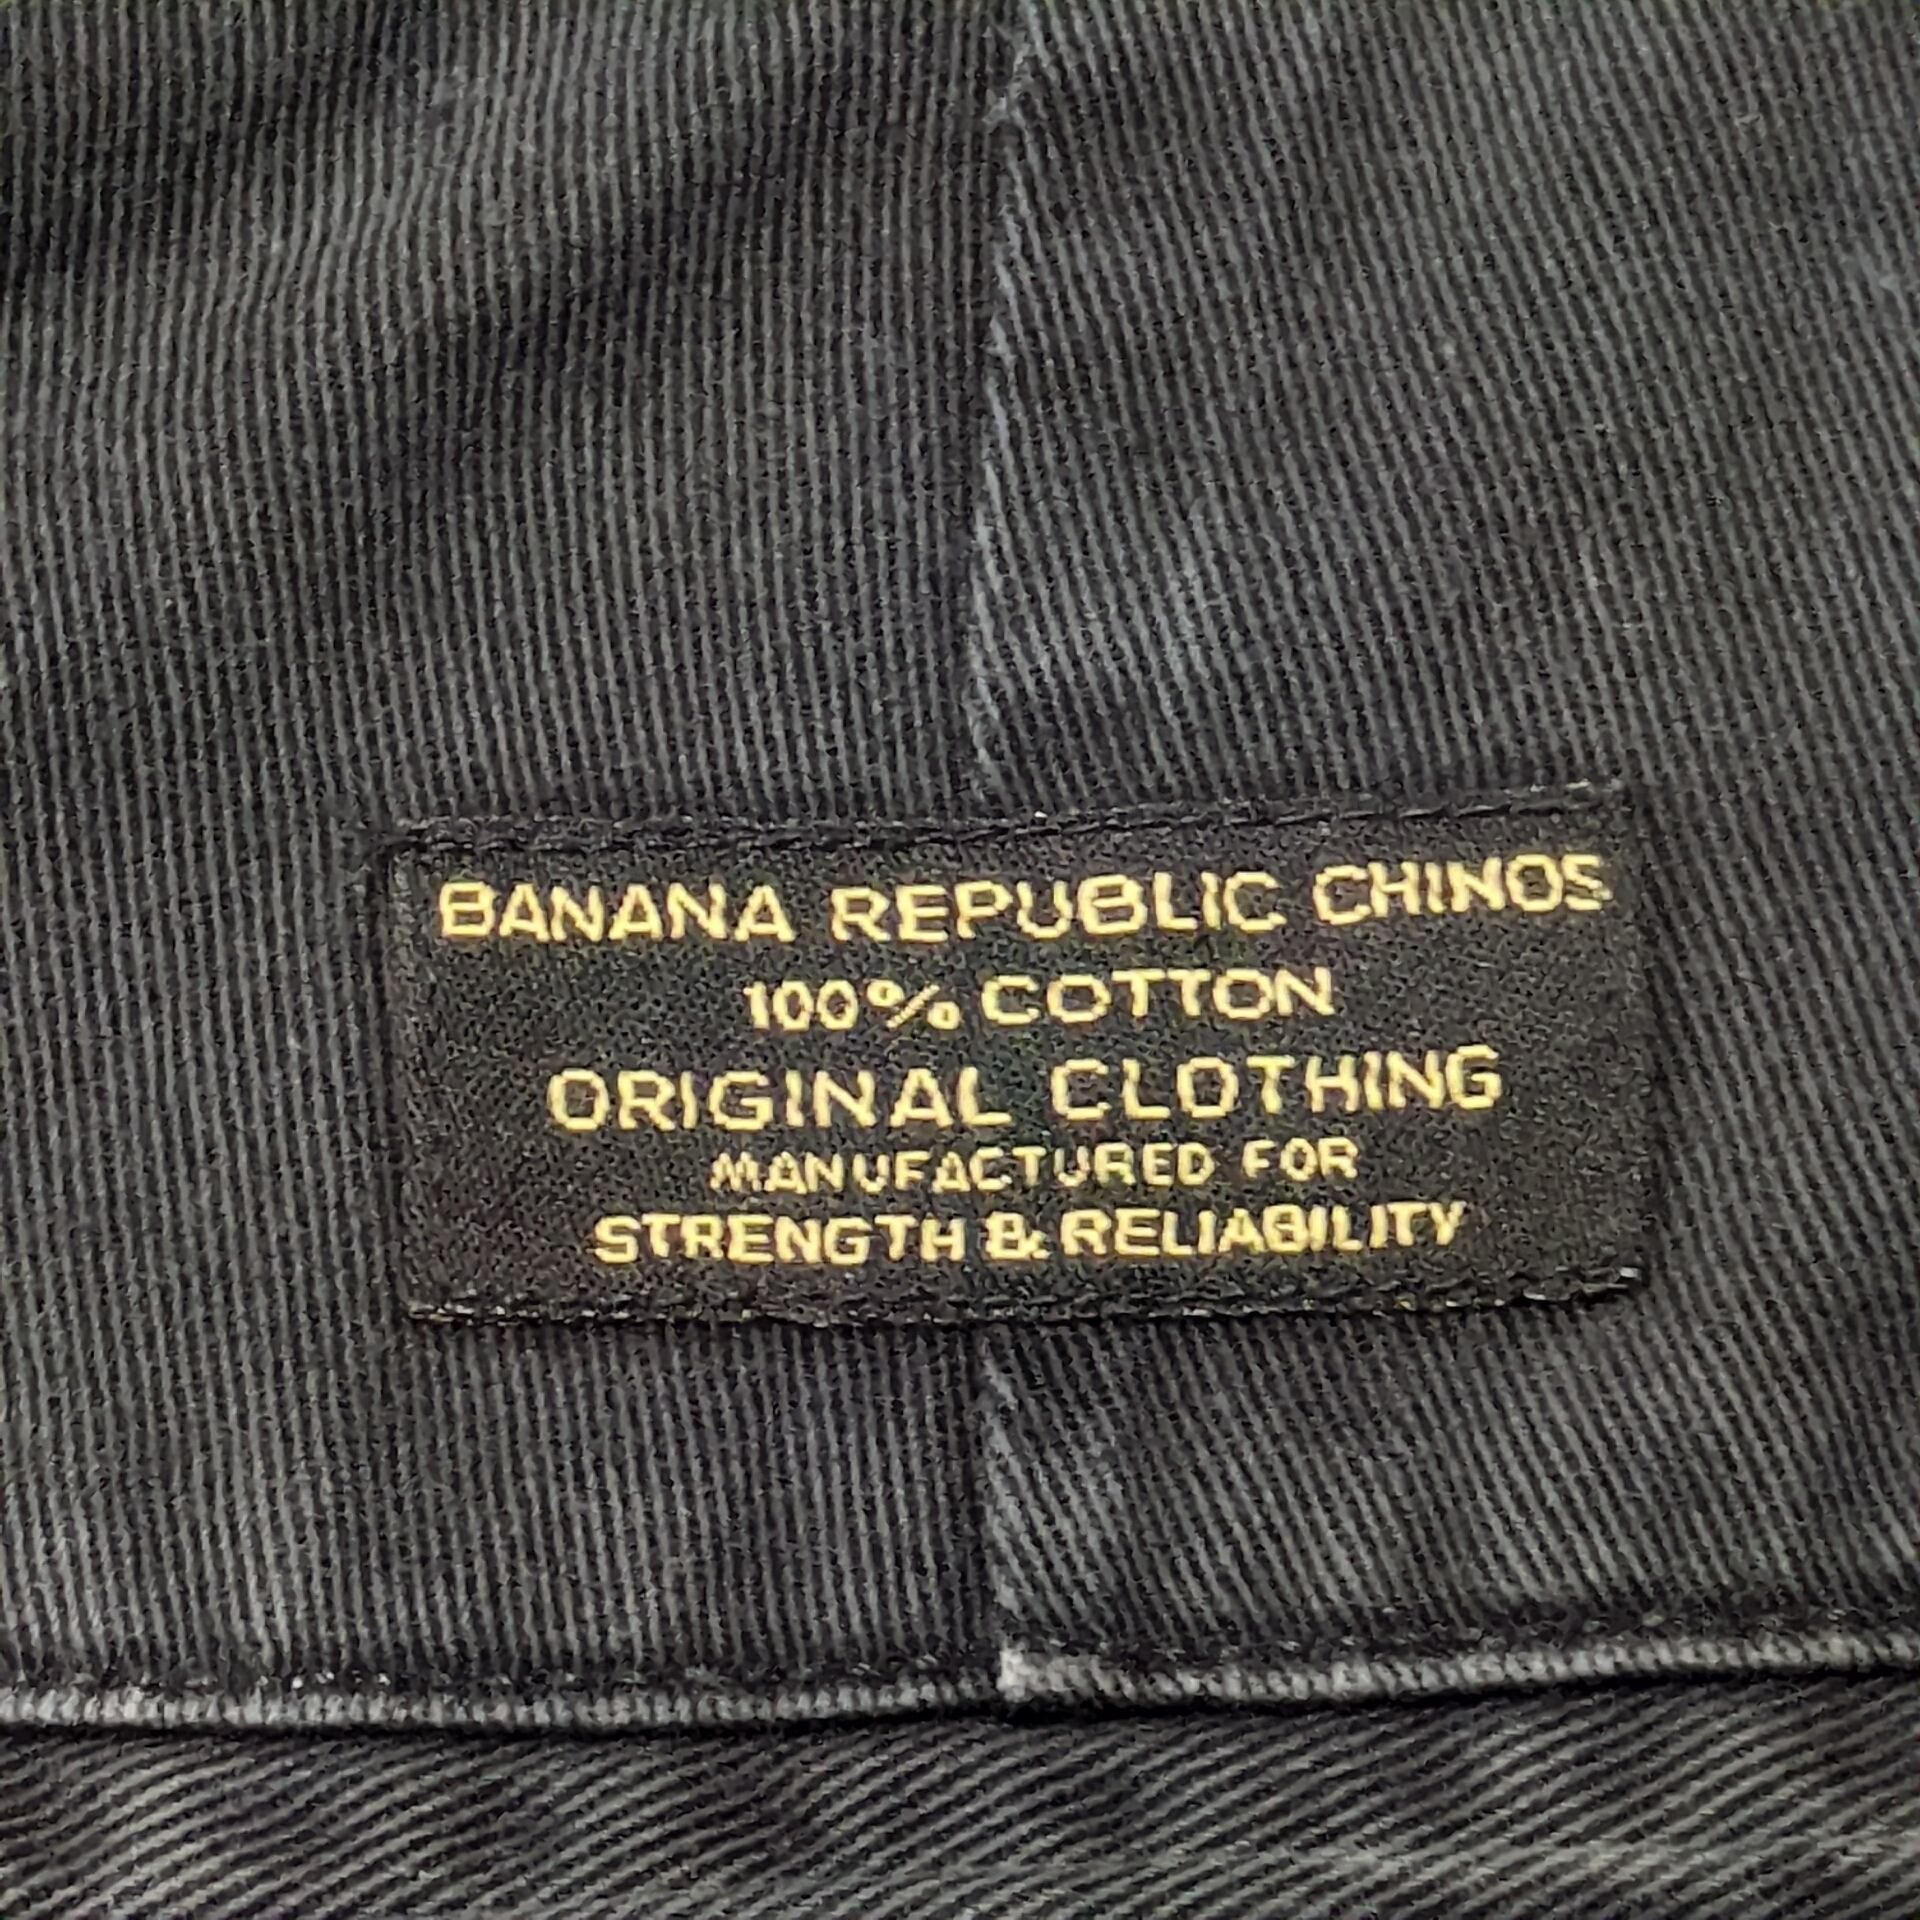 BANANA REPUBLIC CHINOS
100% COTTON
ORIGINAL CLOTHING
MANUFACTURED FOR
STRENGTH & RELIABILITY